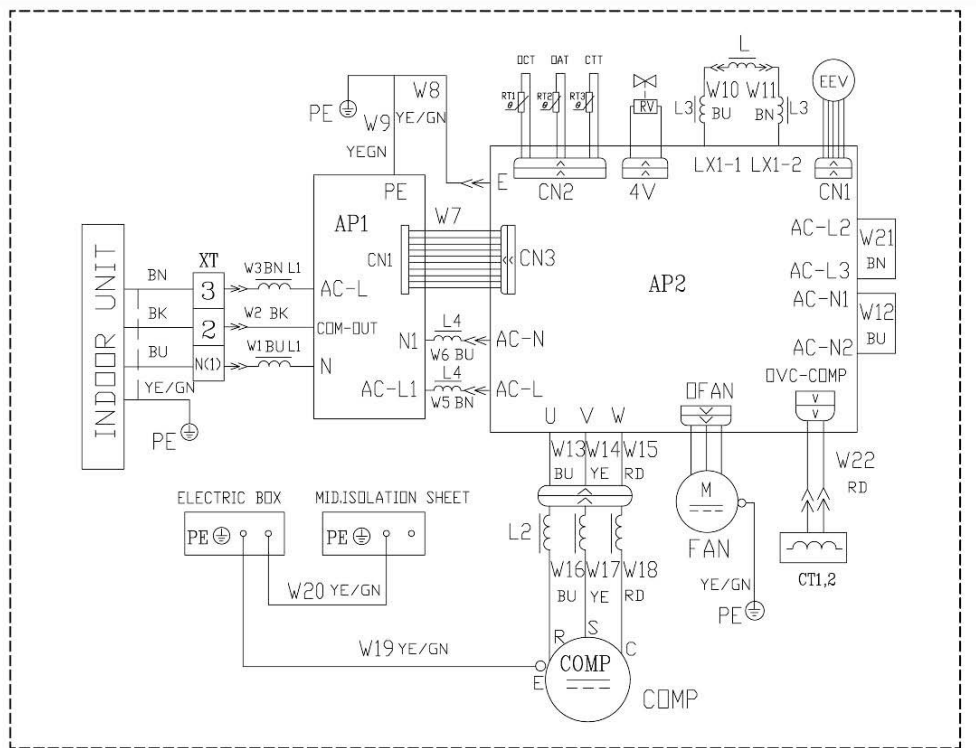 OCT OAT CTT
RT1 θ RT2 θ RT3 θ
RV
L
W10 W11
L3 BU BN L3
EEV
PE
W8
W9 YE/GN
YEGN
LX1-1 LX1-2
E
CN2
4V
CN1
PE
AP1
W7
CN1
CN3
AP2
AC-L2
W21
BN
AC-L3
AC-N1
W12
BU
AC-N2
OVC-COMP
INDOOR UNIT
XT
BN
3
W3 BN L1
AC-L
BK
2
W2 BK
COM-OUT
BU
N(1)
W1 BU L1
N
YE/GN
PE
N1
L4
W6 BU
AC-N
AC-L1
L4
W5 BN
AC-L
U V W
OFAN
W13 W14 W15
BU YE RD
W22
RD
M
FAN
CT1,2
YE/GN
PE
ELECTRIC BOX
MID.ISOLATION SHEET
PE
PE
L2
W16 W17 W18
BU YE RD
W20 YE/GN
W19 YE/GN
R S C
E
COMP
COMP